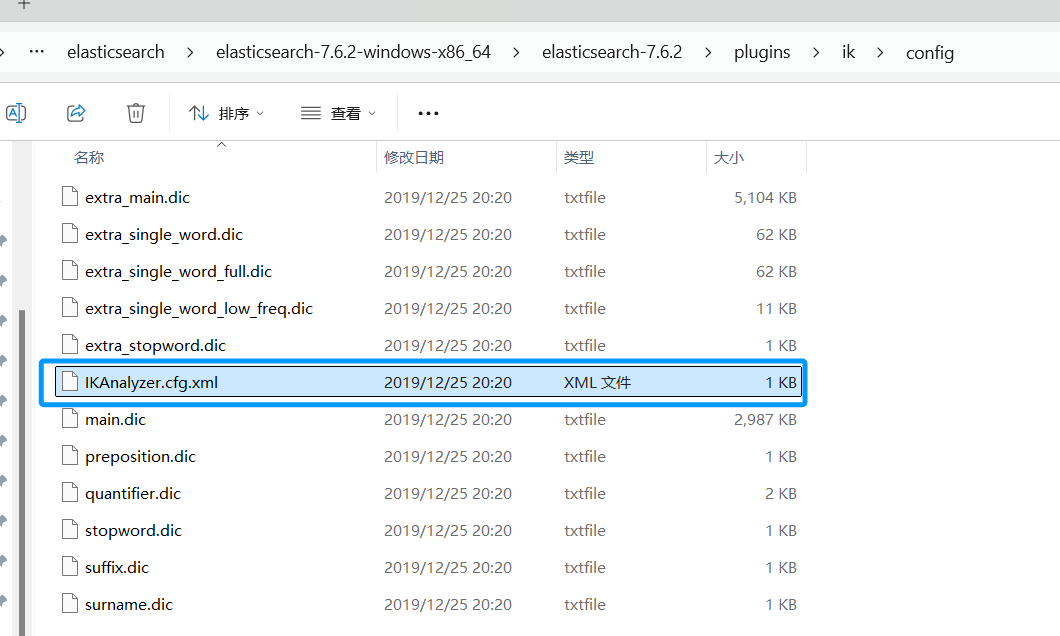 ··· elasticsearch > elasticsearch-7.6.2-windows-x86_64 > elasticsearch-7.6.2 > plugins > ik > config
排序 查看 ···
名称 修改日期 类型 大小
extra_main.dic 2019/12/25 20:20 txtfile 5,104 KB
extra_single_word.dic 2019/12/25 20:20 txtfile 62 KB
extra_single_word_full.dic 2019/12/25 20:20 txtfile 62 KB
extra_single_word_low_freq.dic 2019/12/25 20:20 txtfile 11 KB
extra_stopword.dic 2019/12/25 20:20 txtfile 1 KB
IKAnalyzer.cfg.xml 2019/12/25 20:20 XML 文件 1 KB
main.dic 2019/12/25 20:20 txtfile 2,987 KB
preposition.dic 2019/12/25 20:20 txtfile 1 KB
quantifier.dic 2019/12/25 20:20 txtfile 2 KB
stopword.dic 2019/12/25 20:20 txtfile 1 KB
suffix.dic 2019/12/25 20:20 txtfile 1 KB
surname.dic 2019/12/25 20:20 txtfile 1 KB